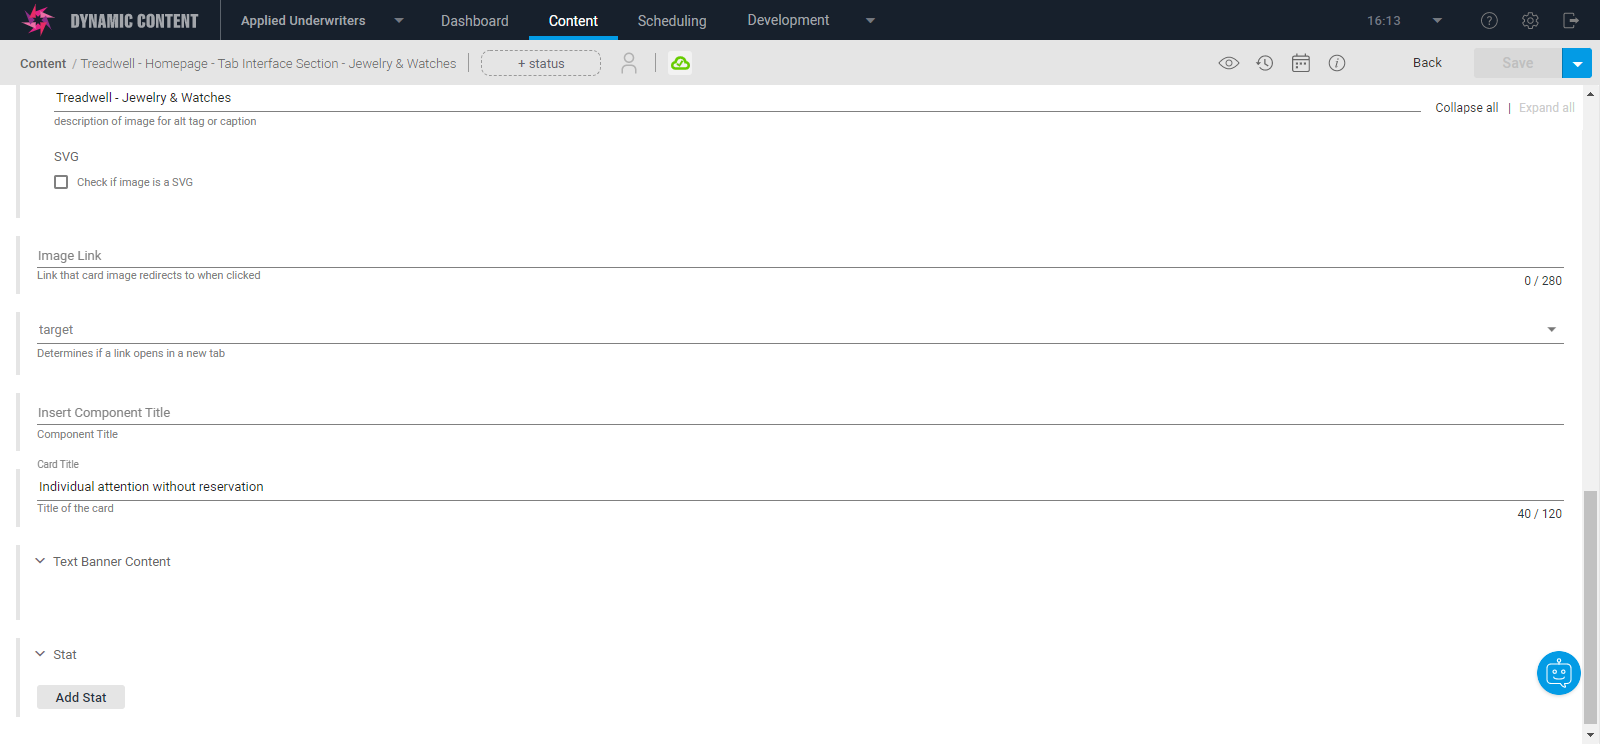 DYNAMIC CONTENT
Applied Underwriters
Dashboard
Content
Scheduling
Development
16:13
?
Content / Treadwell - Homepage - Tab Interface Section - Jewelry & Watches
+ status
i
Back
Save
Treadwell - Jewelry & Watches
Collapse all | Expand all
description of image for alt tag or caption
SVG
Check if image is a SVG
Image Link
Link that card image redirects to when clicked
0 / 280
target
Determines if a link opens in a new tab
Insert Component Title
Component Title
Card Title
Individual attention without reservation
Title of the card
40 / 120
Text Banner Content
Stat
Add Stat